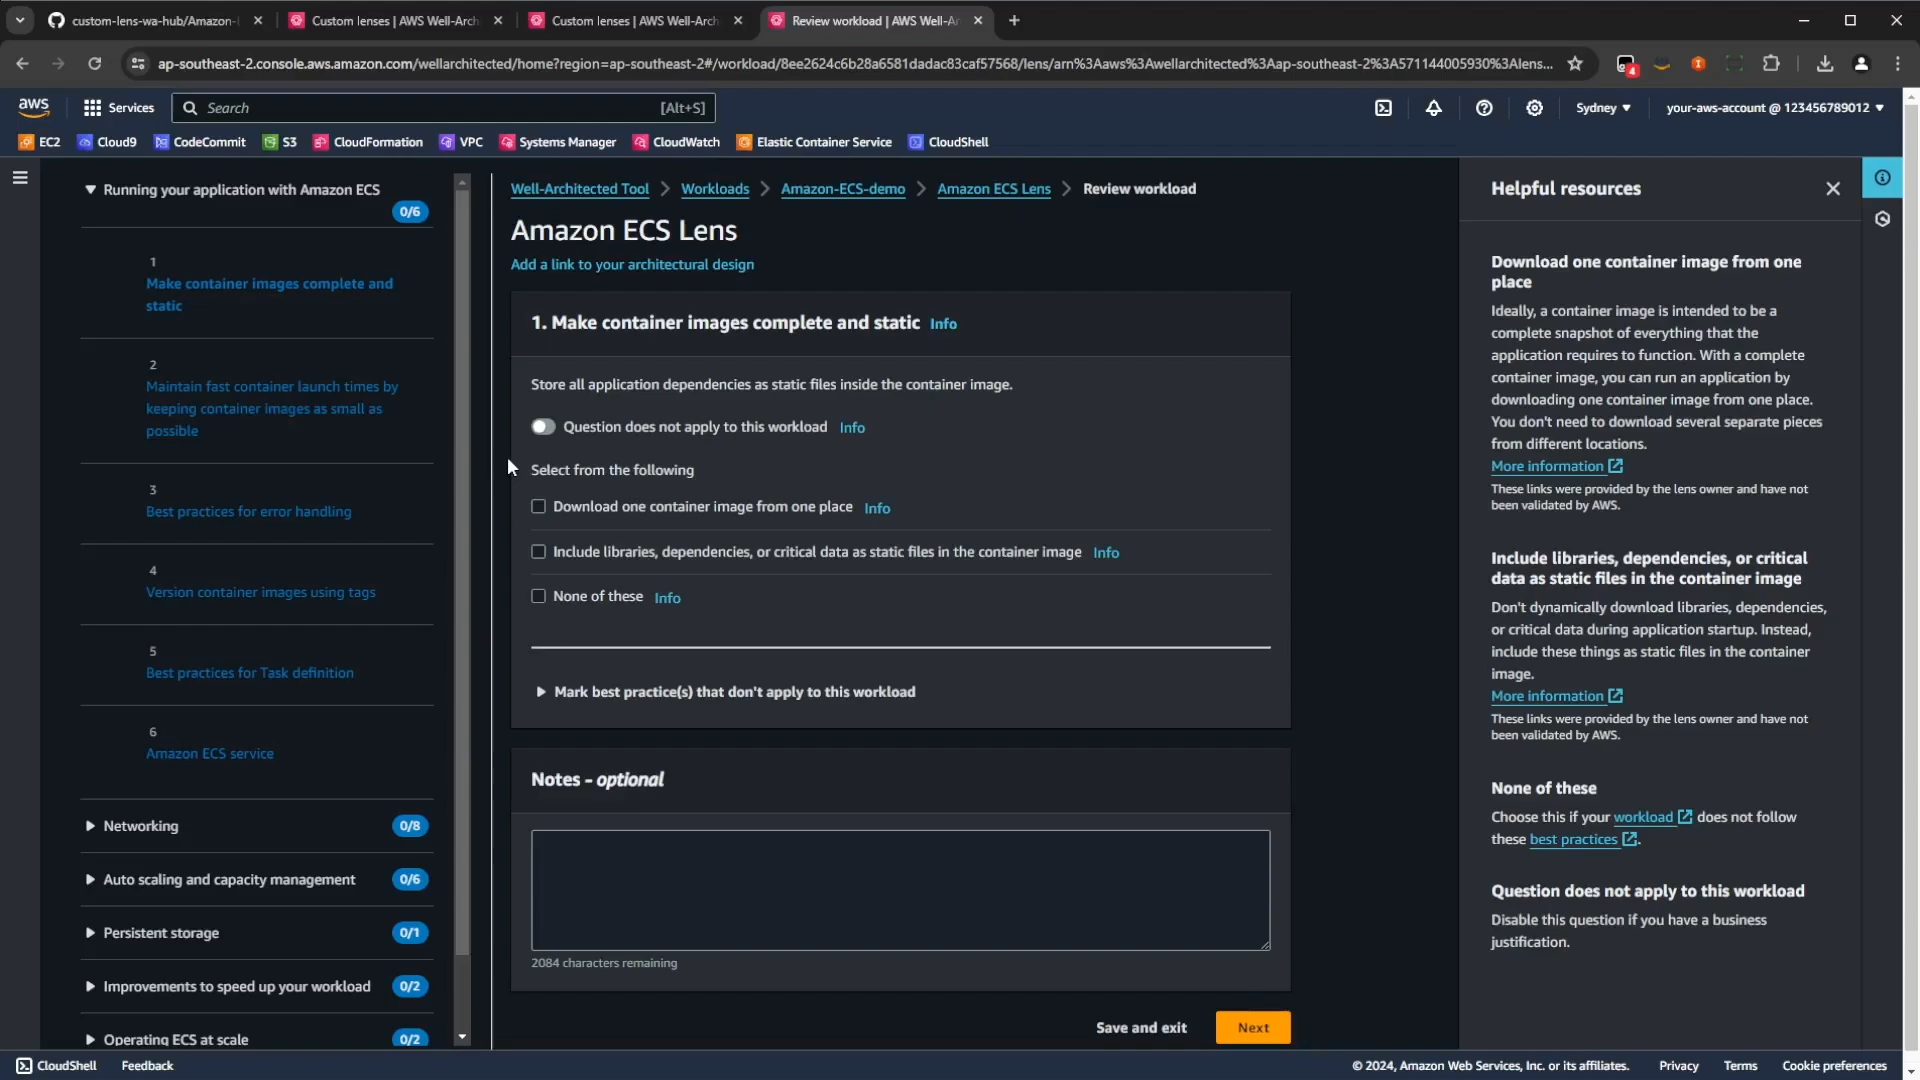 custom-lens-wa-hub/Amazon-
Custom lenses | AWS Well-Arch
Custom lenses | AWS Well-Arch
Review workload | AWS Well-Ar
ap-southeast-2.console.aws.amazon.com/wellarchitected/home?region=ap-southeast-2#/workload/8ee2624c6b28a6581dadac83caf57568/lens/arn%3Aaws%3Awellarchitected%3Aap-southeast-2%3A571144005930%3Alens...
4
aws
Services
Search
[Alt+S]
Sydney
your-aws-account @ 123456789012
EC2
Cloud9
CodeCommit
S3
CloudFormation
VPC
Systems Manager
CloudWatch
Elastic Container Service
CloudShell
Running your application with Amazon ECS
0/6
1
Make container images complete and
static
2
Maintain fast container launch times by
keeping container images as small as
possible
3
Best practices for error handling
4
Version container images using tags
5
Best practices for Task definition
6
Amazon ECS service
Networking
0/8
Auto scaling and capacity management
0/6
Persistent storage
0/1
Improvements to speed up your workload
0/2
Operating ECS at scale
0/2
Well-Architected Tool
Workloads
Amazon-ECS-demo
Amazon ECS Lens
Review workload
Amazon ECS Lens
Add a link to your architectural design
1. Make container images complete and static Info
Store all application dependencies as static files inside the container image.
Question does not apply to this workload Info
Select from the following
Download one container image from one place Info
Include libraries, dependencies, or critical data as static files in the container image Info
None of these Info
Mark best practice(s) that don't apply to this workload
Notes - optional
2084 characters remaining
Save and exit
Next
Helpful resources
Download one container image from one
place
Ideally, a container image is intended to be a
complete snapshot of everything that the
application requires to function. With a complete
container image, you can run an application by
downloading one container image from one place.
You don't need to download several separate pieces
from different locations.
More information
These links were provided by the lens owner and have not
been validated by AWS.
Include libraries, dependencies, or critical
data as static files in the container image
Don't dynamically download libraries, dependencies,
or critical data during application startup. Instead,
include these things as static files in the container
image.
More information
These links were provided by the lens owner and have not
been validated by AWS.
None of these
Choose this if your workload does not follow
these best practices .
Question does not apply to this workload
Disable this question if you have a business
justification.
CloudShell
Feedback
© 2024, Amazon Web Services, Inc. or its affiliates.
Privacy
Terms
Cookie preferences